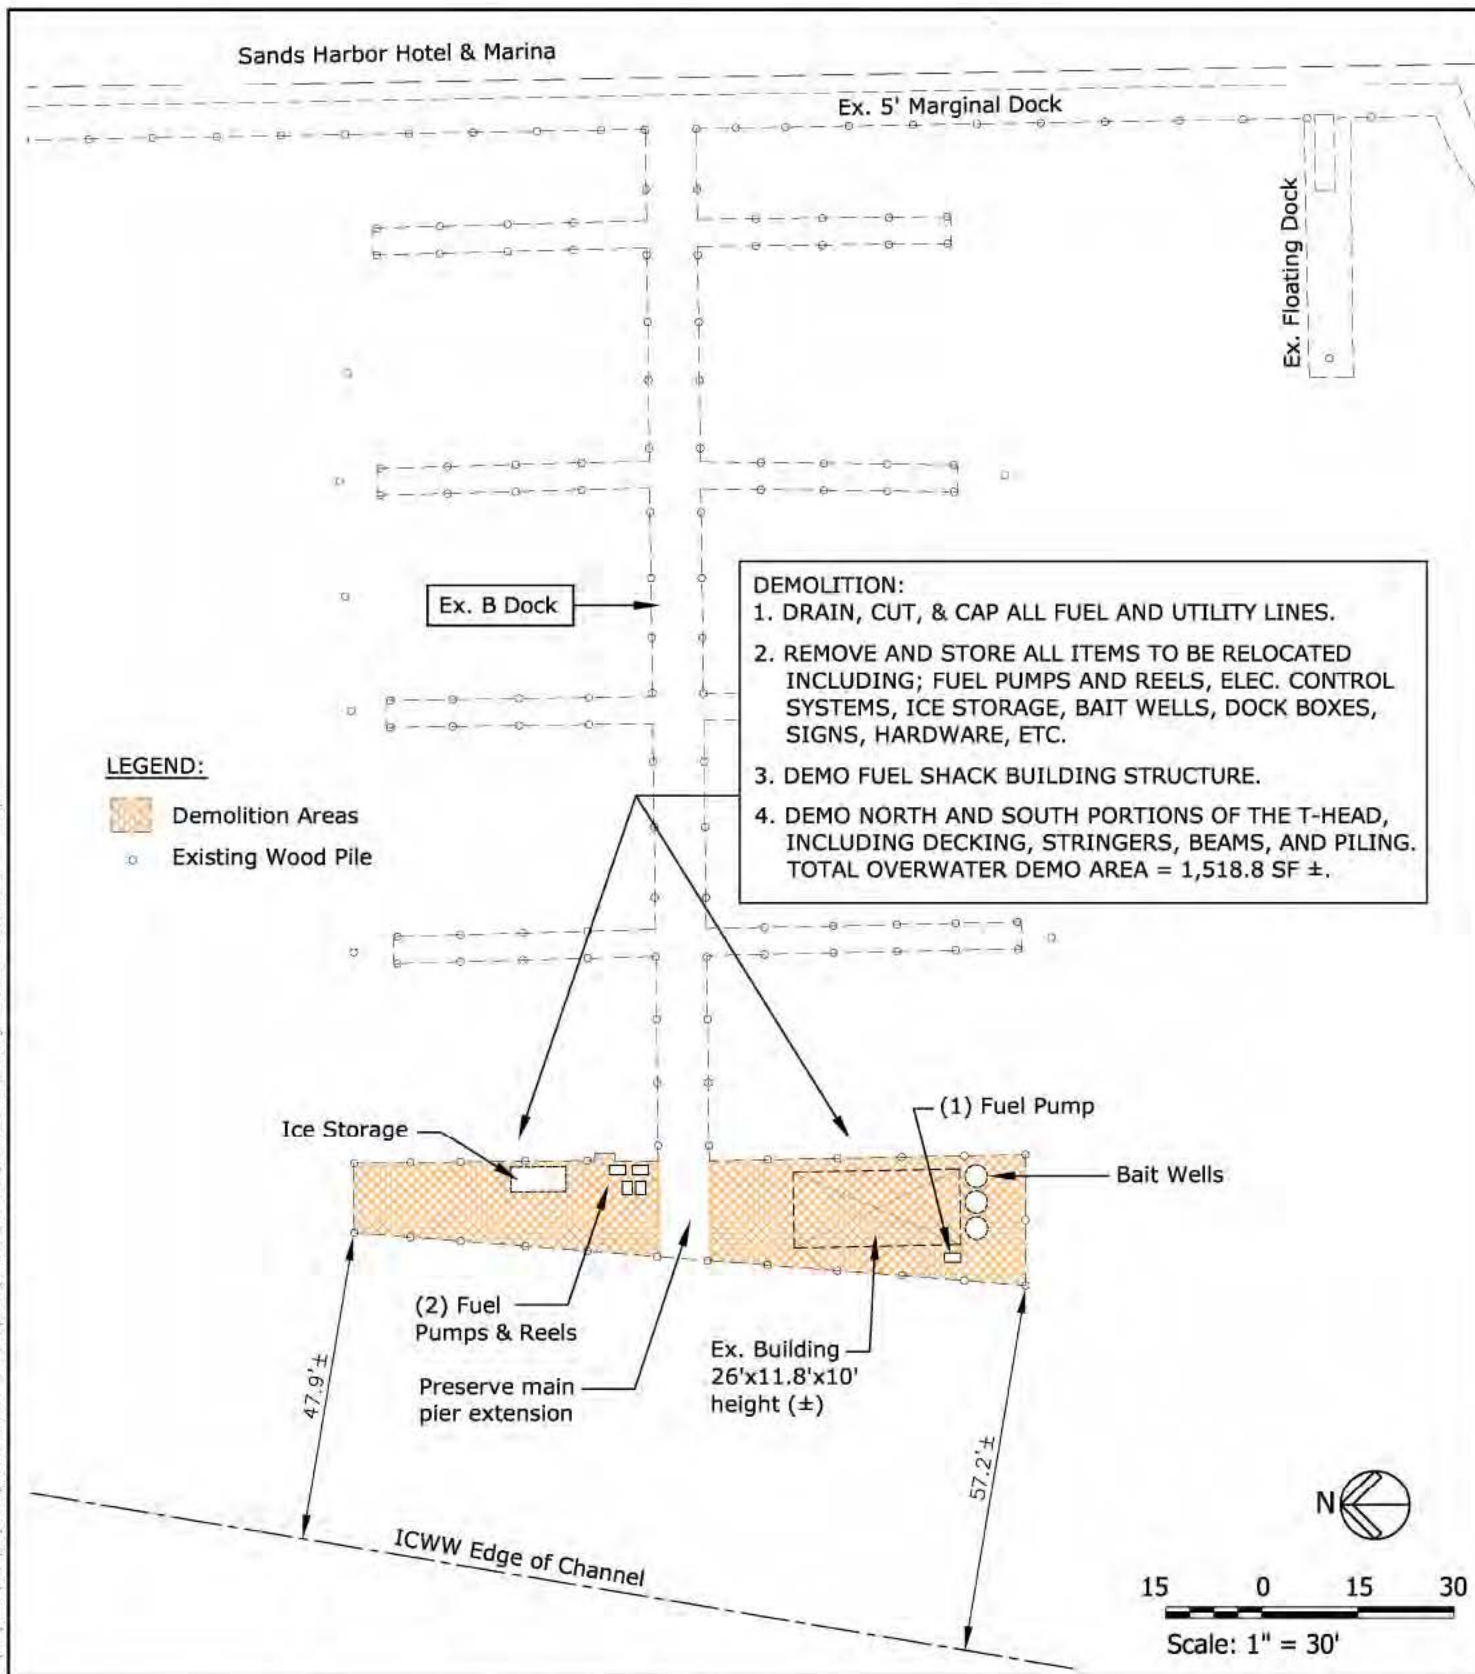 Sands Harbor Hotel & Marina
Ex. 5' Marginal Dock
Ex. Floating Dock
Ex. B Dock
DEMOLITION:
1. DRAIN, CUT, & CAP ALL FUEL AND UTILITY LINES.
2. REMOVE AND STORE ALL ITEMS TO BE RELOCATED
INCLUDING; FUEL PUMPS AND REELS, ELEC. CONTROL
SYSTEMS, ICE STORAGE, BAIT WELLS, DOCK BOXES,
SIGNS, HARDWARE, ETC.
3. DEMO FUEL SHACK BUILDING STRUCTURE.
4. DEMO NORTH AND SOUTH PORTIONS OF THE T-HEAD,
INCLUDING DECKING, STRINGERS, BEAMS, AND PILING.
TOTAL OVERWATER DEMO AREA = 1,518.8 SF ±.
LEGEND:
Demolition Areas
Existing Wood Pile
Ice Storage
(1) Fuel Pump
Bait Wells
(2) Fuel
Pumps & Reels
Preserve main
pier extension
Ex. Building
26'x11.8'x10'
height (±)
47.9'±
57.2'±
ICWW Edge of Channel
N
15 0 15 30
Scale: 1" = 30'